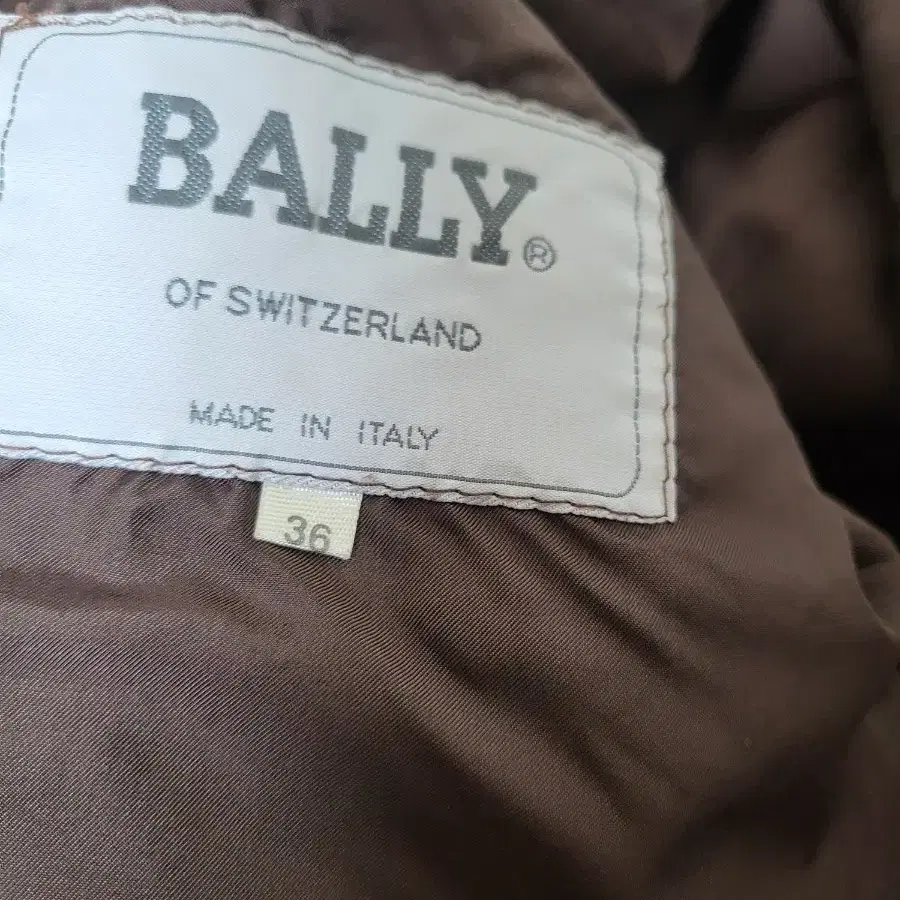 BALLY®
OF SWITZERLAND
MADE IN ITALY
36